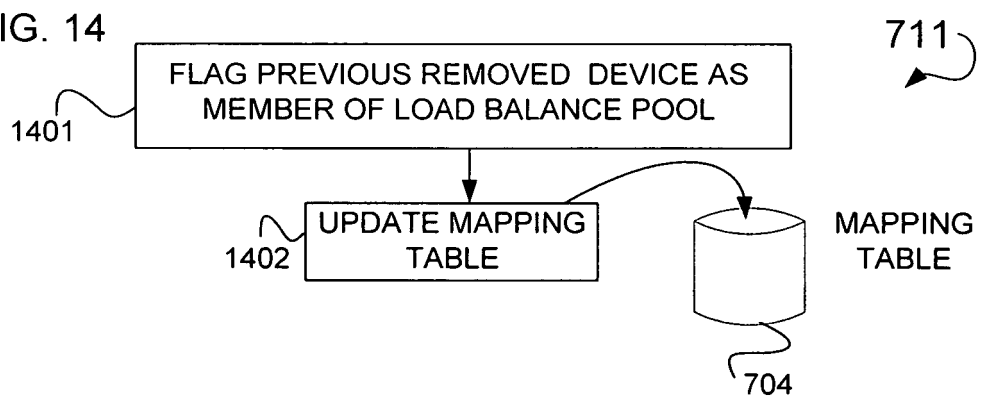 IG. 14
711
FLAG PREVIOUS REMOVED DEVICE AS
MEMBER OF LOAD BALANCE POOL
1401
UPDATE MAPPING
TABLE
1402
MAPPING
TABLE
704